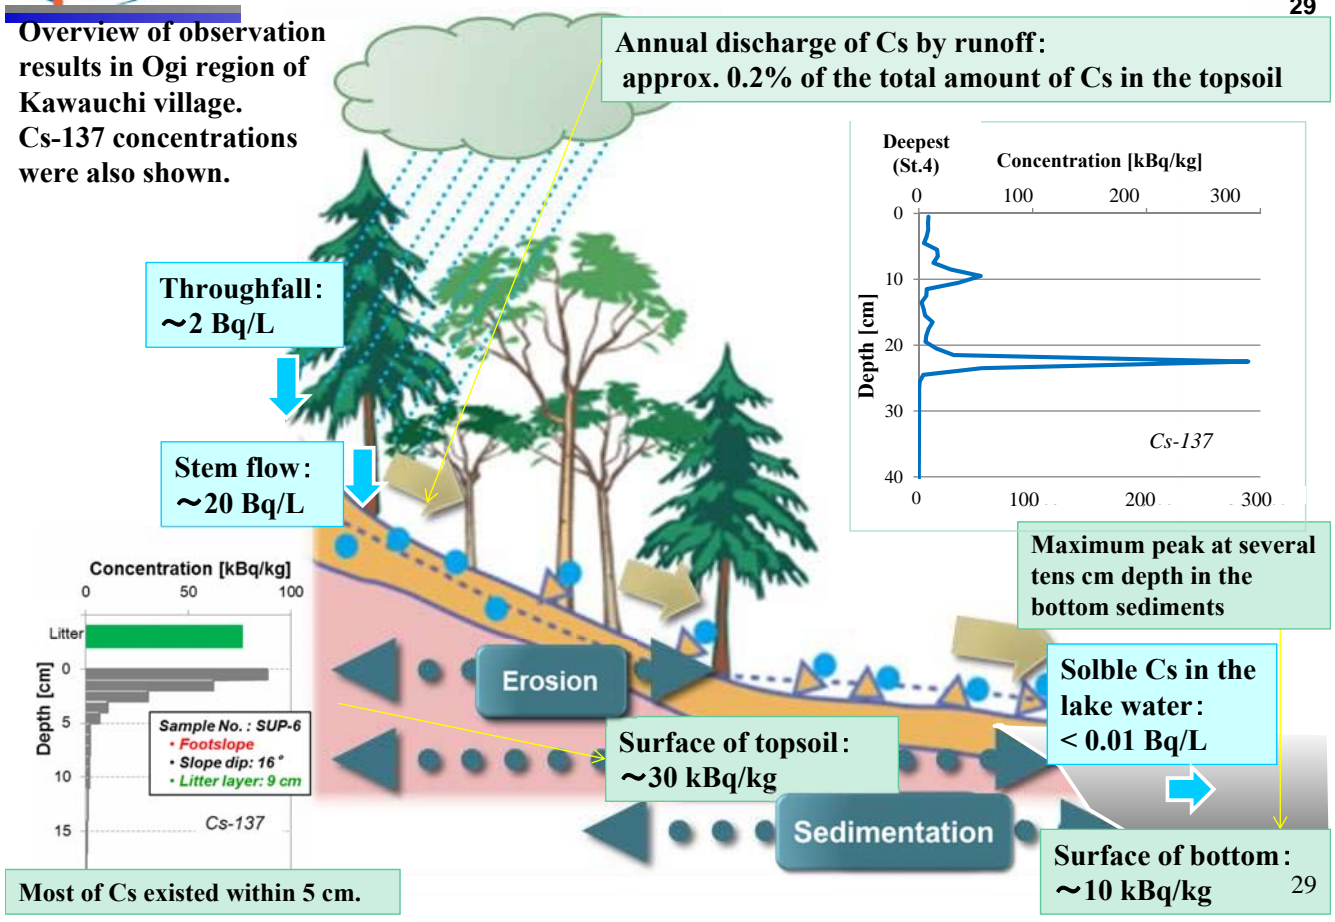 29
Overview of observation
results in Ogi region of
Kawauchi village.
Cs-137 concentrations
were also shown.
Annual discharge of Cs by runoff:
approx. 0.2% of the total amount of Cs in the topsoil
Deepest
(St.4)
Concentration [kBq/kg]
0 100 200 300
0
10
20
30
40
Depth [cm]
Cs-137
0 100 200 300
Throughfall:
~2 Bq/L
Stem flow:
~20 Bq/L
Maximum peak at several
tens cm depth in the
bottom sediments
Concentration [kBq/kg]
0 50 100
Litter
0
5
10
15
Depth [cm]
Sample No. : SUP-6
• Footslope
• Slope dip: 16°
• Litter layer: 9 cm
Cs-137
Erosion
Solble Cs in the
lake water:
< 0.01 Bq/L
Surface of topsoil:
~30 kBq/kg
Sedimentation
Surface of bottom:
~10 kBq/kg
29
Most of Cs existed within 5 cm.